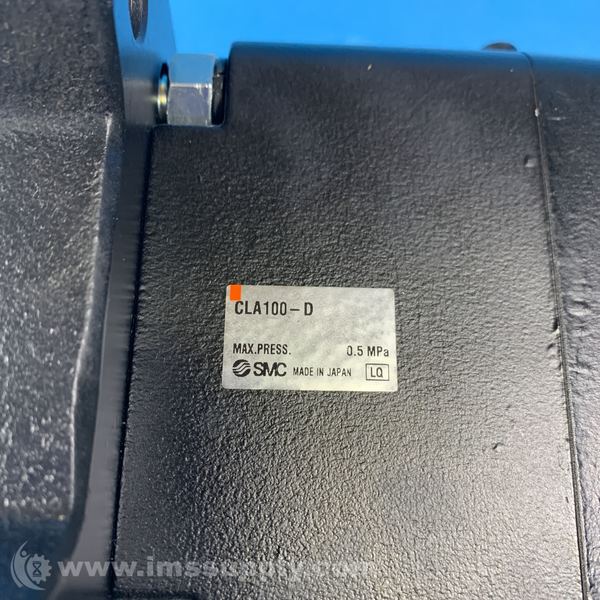 CLA100-D
MAX.PRESS. 0.5 MPa
SMC MADE IN JAPAN LQ
www.imssupply.com